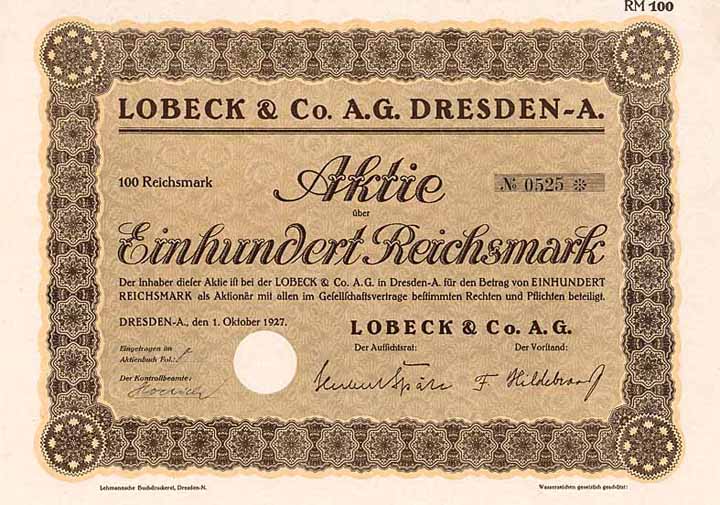 RM 100
LOBECK & Co. A.G. DRESDEN-A.
100 Reichsmark
Aktie
№ 0525 ✻
über
Einhundert Reichsmark
Der Inhaber dieser Aktie ist bei der LOBECK & Co. A. G. in Dresden-A. für den Betrag von EINHUNDERT
REICHSMARK als Aktionär mit allen im Gesellschaftsvertrage bestimmten Rechten und Pflichten beteiligt.
DRESDEN-A., den 1. Oktober 1927.
LOBECK & Co. A. G.
Eingetragen im
Aktienbuch Fol.:
Der Aufsichtsrat:
Der Vorstand:
Der Kontrollbeamte:
F. Hildebrand
Lehmannsche Buchdruckerei, Dresden-N.
Wasserzeichen gesetzlich geschützt: